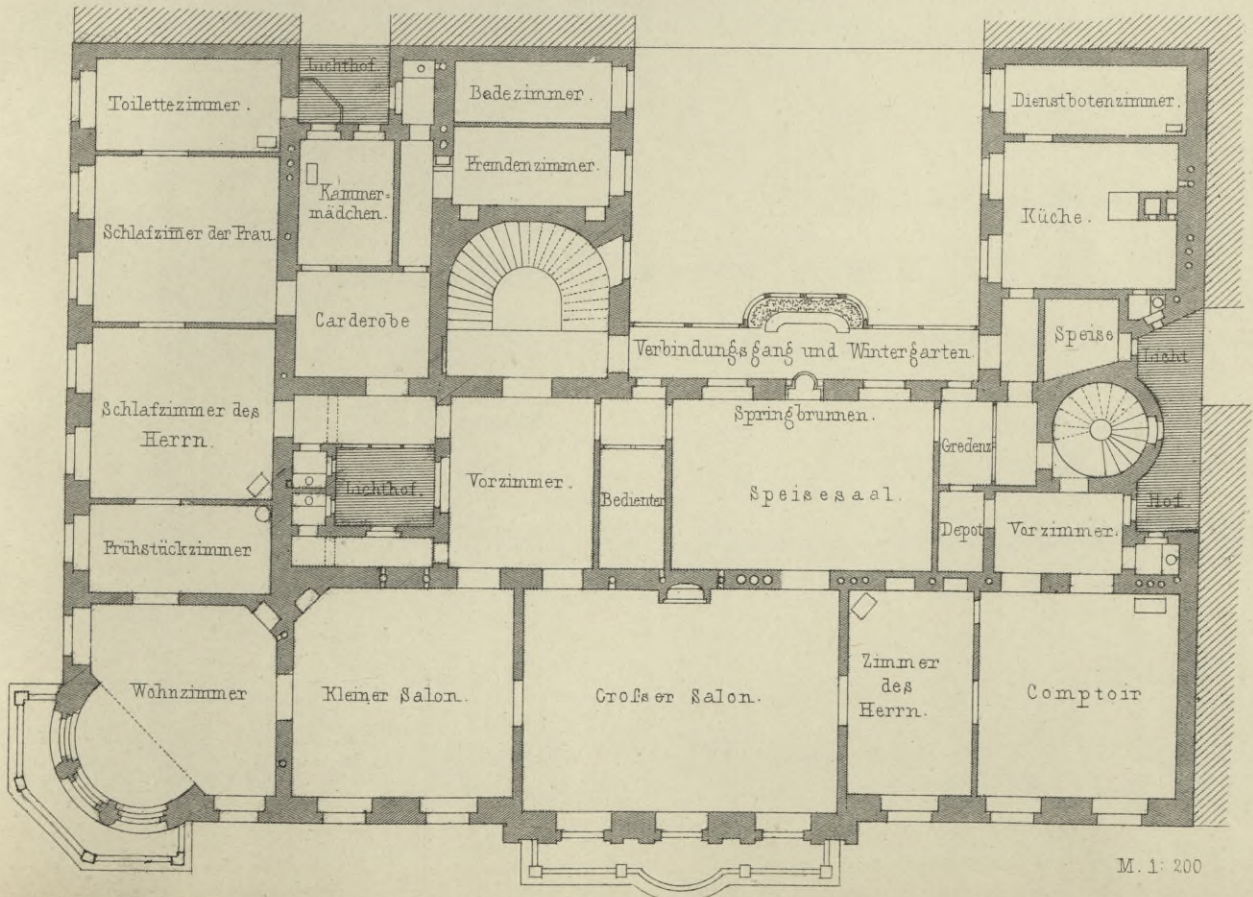 Lichthof.
Toilettezimmer.
Badezimmer.
Dienstbotenzimmer.
Fremdenzimmer.
Kammer=
mädchen.
Küche.
Schlafzimer der Frau
Garderobe
Verbindungsgang und Wintergarten.
Speise
Licht
Schlafzimmer des
Herrn.
Springbrunnen.
Gredenz
Lichthof.
Vorzimmer.
Bedienter
Speisesaal.
Hof.
Frühstückzimmer
Depot
Vorzimmer.
Wohnzimmer
Kleiner Salon.
Großer Salon.
Zimmer
des
Herrn.
Comptoir
M. 1: 200